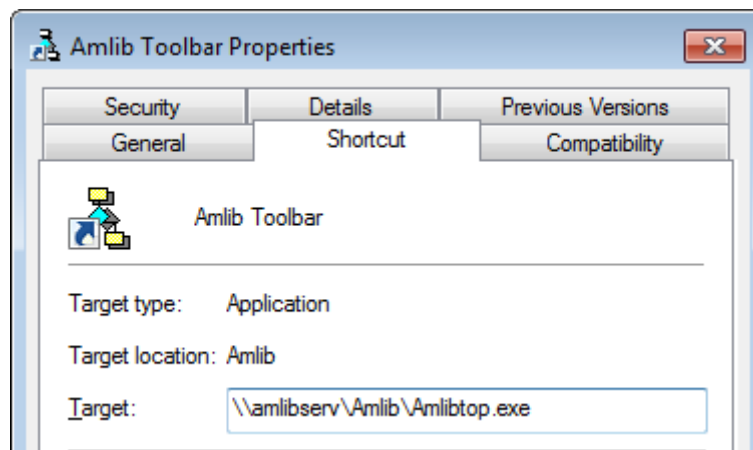 Amlib Toolbar Properties
Security Details Previous Versions
General Shortcut Compatibility
Amlib Toolbar
Target type: Application
Target location: Amlib
Target: \\amlibserv\Amlib\Amlibtop.exe